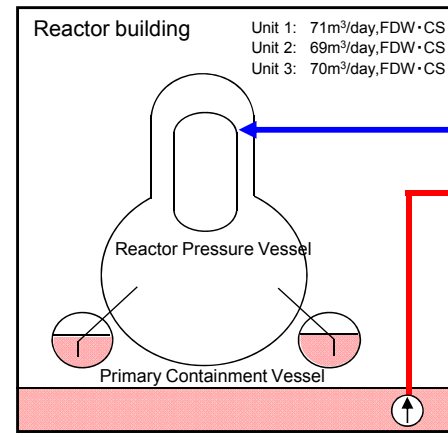 Reactor building
Unit 1: 71m³/day,FDW・CS
Unit 2: 69m³/day,FDW・CS
Unit 3: 70m³/day,FDW・CS
Reactor Pressure Vessel
Primary Containment Vessel